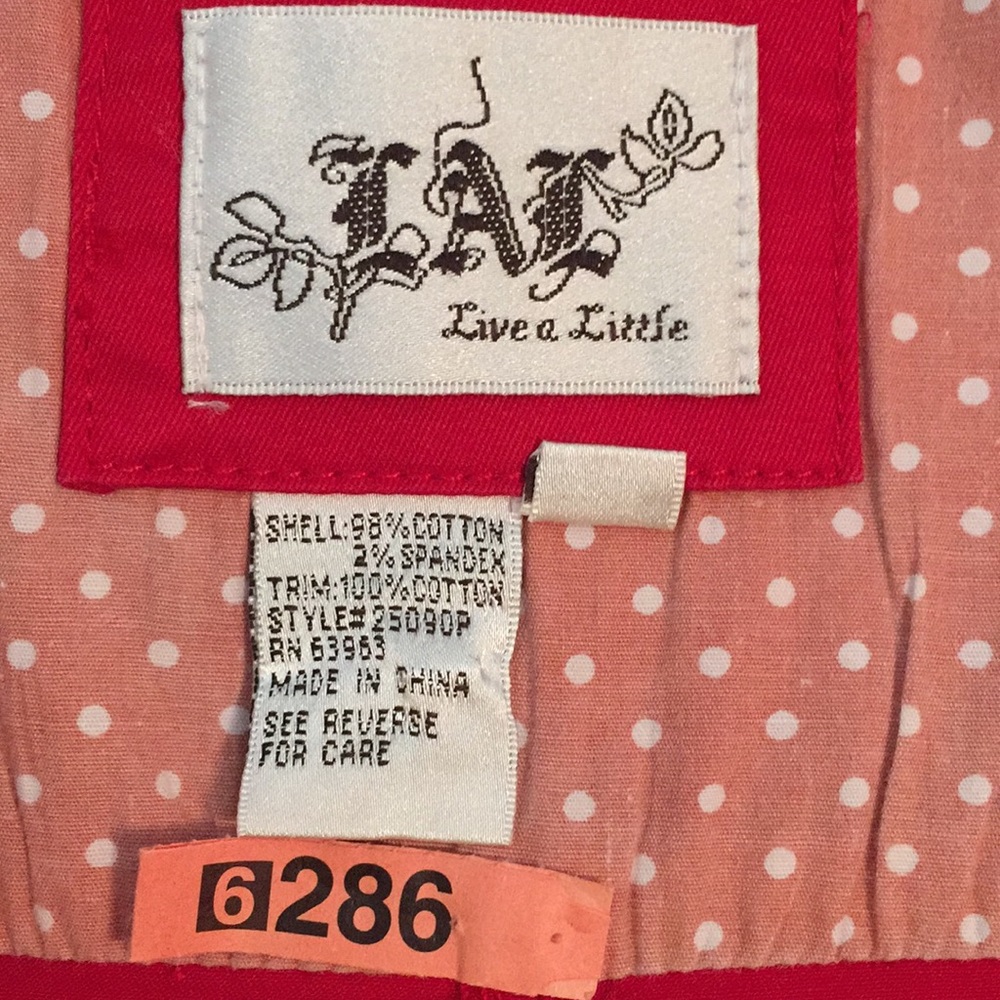 LAL
Live a Little
SHELL:98%COTTON
2%SPANDEX
TRIM:100%COTTON
STYLE#25090P
RN 63963
MADE IN CHINA
SEE REVERSE
FOR CARE
6286